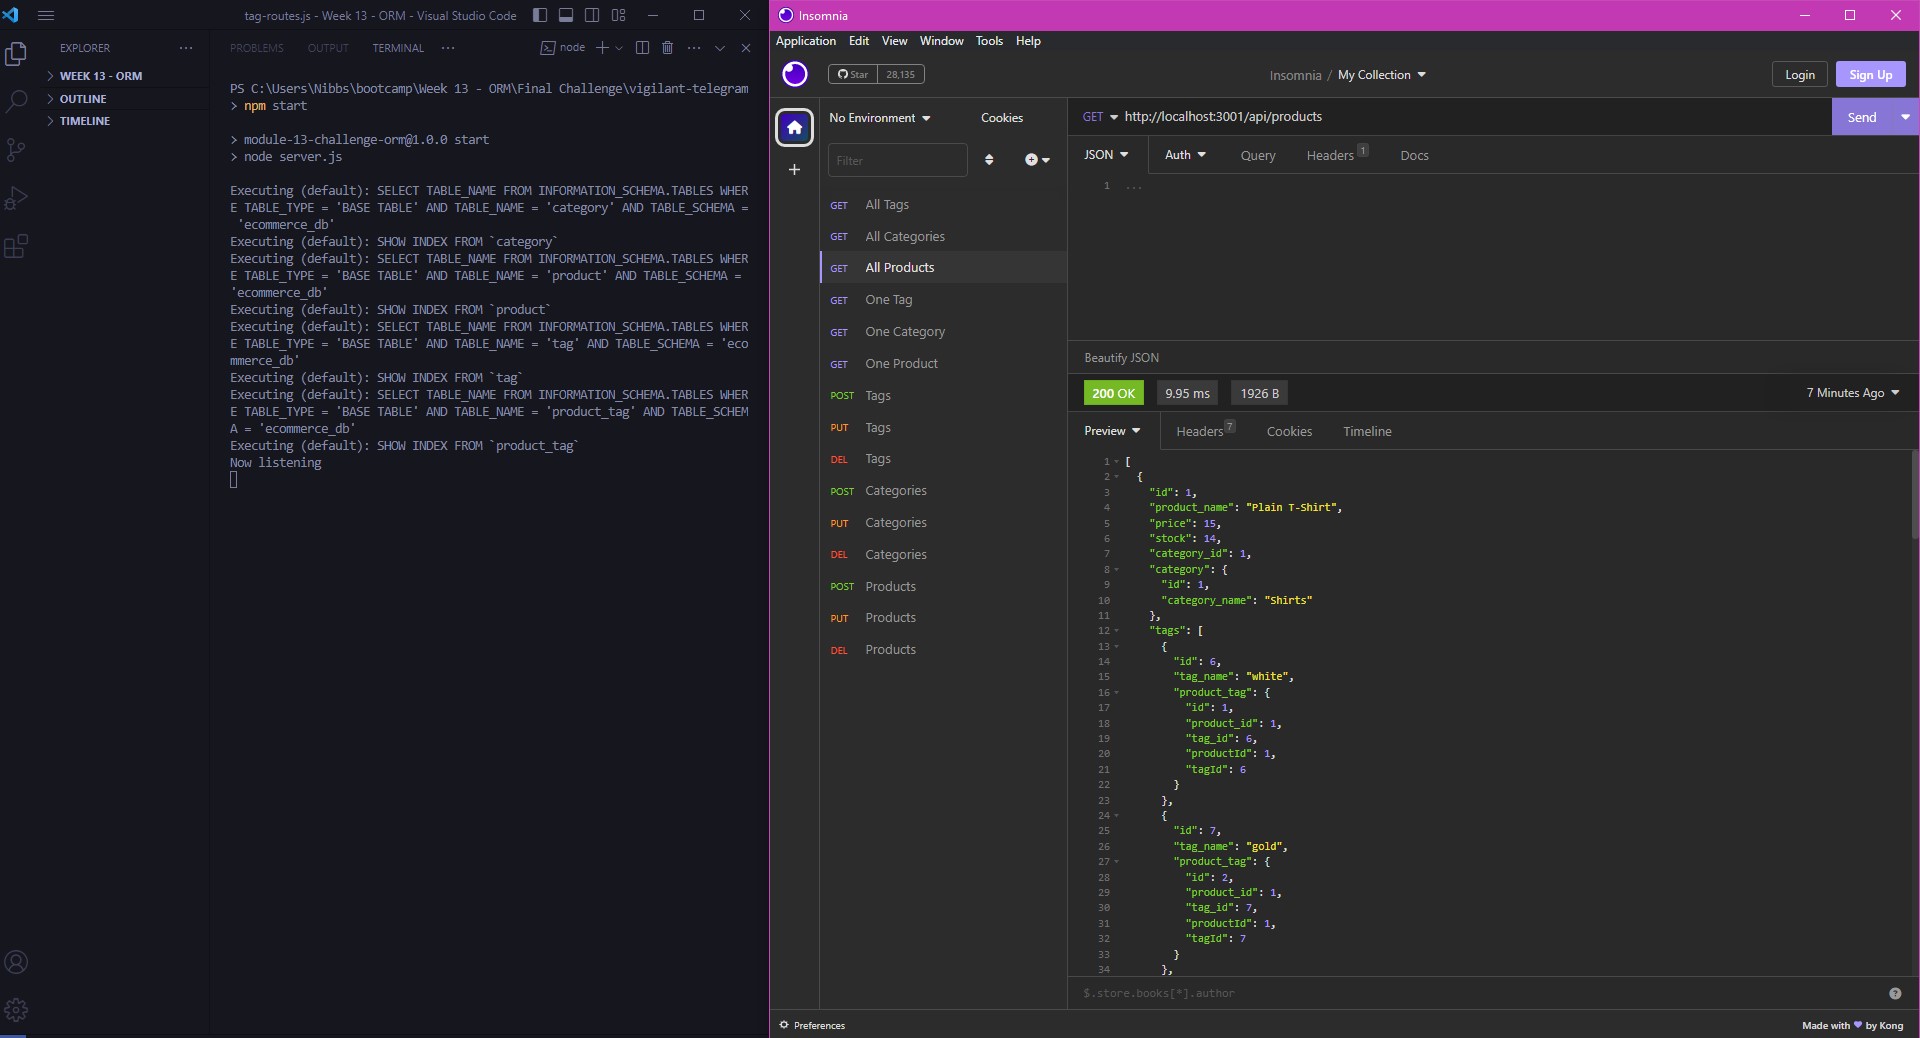 tag-routes.js - Week 13 - ORM - Visual Studio Code
EXPLORER
WEEK 13 - ORM
OUTLINE
TIMELINE
PROBLEMS OUTPUT TERMINAL ··· node
PS C:\Users\Nibbs\bootcamp\Week 13 - ORM\Final Challenge\vigilant-telegram
> npm start
> module-13-challenge-orm@1.0.0 start
> node server.js
Executing (default): SELECT TABLE_NAME FROM INFORMATION_SCHEMA.TABLES WHER
E TABLE_TYPE = 'BASE TABLE' AND TABLE_NAME = 'category' AND TABLE_SCHEMA =
'ecommerce_db'
Executing (default): SHOW INDEX FROM `category`
Executing (default): SELECT TABLE_NAME FROM INFORMATION_SCHEMA.TABLES WHER
E TABLE_TYPE = 'BASE TABLE' AND TABLE_NAME = 'product' AND TABLE_SCHEMA =
'ecommerce_db'
Executing (default): SHOW INDEX FROM `product`
Executing (default): SELECT TABLE_NAME FROM INFORMATION_SCHEMA.TABLES WHER
E TABLE_TYPE = 'BASE TABLE' AND TABLE_NAME = 'tag' AND TABLE_SCHEMA = 'eco
mmerce_db'
Executing (default): SHOW INDEX FROM `tag`
Executing (default): SELECT TABLE_NAME FROM INFORMATION_SCHEMA.TABLES WHER
E TABLE_TYPE = 'BASE TABLE' AND TABLE_NAME = 'product_tag' AND TABLE_SCHEM
A = 'ecommerce_db'
Executing (default): SHOW INDEX FROM `product_tag`
Now listening
Insomnia
Application Edit View Window Tools Help
Star 28,135
Insomnia / My Collection
Login Sign Up
No Environment Cookies
Filter
GET All Tags
GET All Categories
GET All Products
GET One Tag
GET One Category
GET One Product
POST Tags
PUT Tags
DEL Tags
POST Categories
PUT Categories
DEL Categories
POST Products
PUT Products
DEL Products
GET http://localhost:3001/api/products Send
JSON Auth Query Headers 1 Docs
1 ...
Beautify JSON
200 OK 9.95 ms 1926 B 7 Minutes Ago
Preview Headers 7 Cookies Timeline
1 [
2 {
3 "id": 1,
4 "product_name": "Plain T-Shirt",
5 "price": 15,
6 "stock": 14,
7 "category_id": 1,
8 "category": {
9 "id": 1,
10 "category_name": "Shirts"
11 },
12 "tags": [
13 {
14 "id": 6,
15 "tag_name": "white",
16 "product_tag": {
17 "id": 1,
18 "product_id": 1,
19 "tag_id": 6,
20 "productId": 1,
21 "tagId": 6
22 }
23 },
24 {
25 "id": 7,
26 "tag_name": "gold",
27 "product_tag": {
28 "id": 2,
29 "product_id": 1,
30 "tag_id": 7,
31 "productId": 1,
32 "tagId": 7
33 }
34 },
$.store.books[*].author
Preferences
Made with by Kong